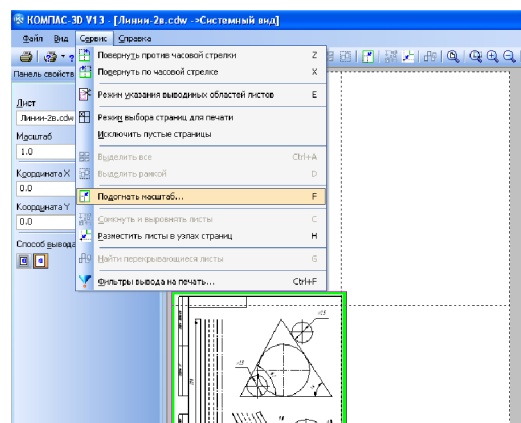 КОМПАС-3D V13 - [Линии-2в.cdw ->Системный вид]
Файл Вид Сервис Справка
Панель свойств
Повернуть против часовой стрелки Z
Повернуть по часовой стрелке X
Режим указания выводимых областей листов E
Режим выбора страниц для печати
Исключить пустые страницы
Выделить все Ctrl+A
Выделить рамкой D
Подогнать масштаб... F
Сомкнуть и выровнять листы C
Разместить листы в узлах страниц H
Найти перекрывающиеся листы G
Фильтры вывода на печать... Ctrl+F
Лист
Линии-2в.cdw
Масштаб
1.0
Координата X
0.0
Координата Y
0.0
Способ вывода